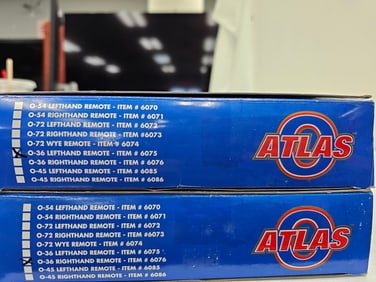 O-54 LEFTHAND REMOTE - ITEM # 6070
O-54 RIGHTHAND REMOTE - ITEM # 6071
O-72 LEFTHAND REMOTE - ITEM # 6072
O-72 RIGHTHAND REMOTE - ITEM #6073
O-72 WYE REMOTE - ITEM # 6074
O-36 LEFTHAND REMOTE - ITEM # 6075
O-36 RIGHTHAND REMOTE - ITEM # 6076
O-45 LEFTHAND REMOTE - ITEM # 6085
O-45 RIGHTHAND REMOTE - ITEM # 6086
ATLAS
O-54 LEFTHAND REMOTE - ITEM # 6070
O-54 RIGHTHAND REMOTE - ITEM # 6071
O-72 LEFTHAND REMOTE - ITEM # 6072
O-72 RIGHTHAND REMOTE - ITEM # 6073
O-72 WYE REMOTE - ITEM # 6074
O-36 LEFTHAND REMOTE - ITEM # 6075
O-36 RIGHTHAND REMOTE - ITEM # 6076
O-45 LEFTHAND REMOTE - ITEM # 6085
O-45 RIGHTHAND REMOTE - ITEM # 6086
ATLAS